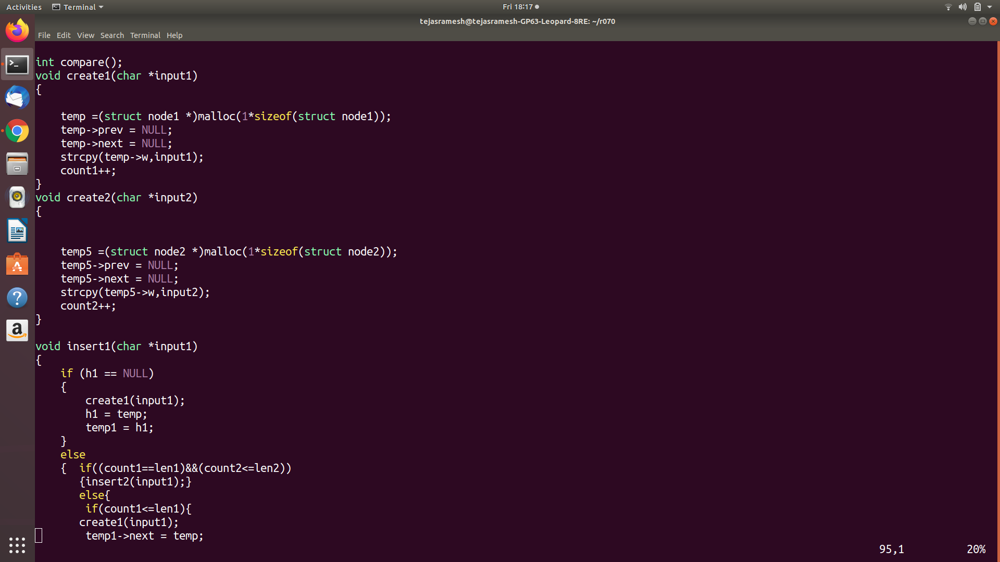 Activities Terminal Fri 18:17
tejasramesh@tejasramesh-GP63-Leopard-8RE: ~/r070
File Edit View Search Terminal Help
int compare();
void create1(char *input1)
{
    temp =(struct node1 *)malloc(1*sizeof(struct node1));
    temp->prev = NULL;
    temp->next = NULL;
    strcpy(temp->w,input1);
    count1++;
}
void create2(char *input2)
{
    temp5 =(struct node2 *)malloc(1*sizeof(struct node2));
    temp5->prev = NULL;
    temp5->next = NULL;
    strcpy(temp5->w,input2);
    count2++;
}
void insert1(char *input1)
{
    if (h1 == NULL)
    {
        create1(input1);
        h1 = temp;
        temp1 = h1;
    }
    else
    {  if((count1==len1)&&(count2<=len2))
       {insert2(input1);}
       else{
        if(count1<=len1){
       create1(input1);
        temp1->next = temp;
95,1 20%